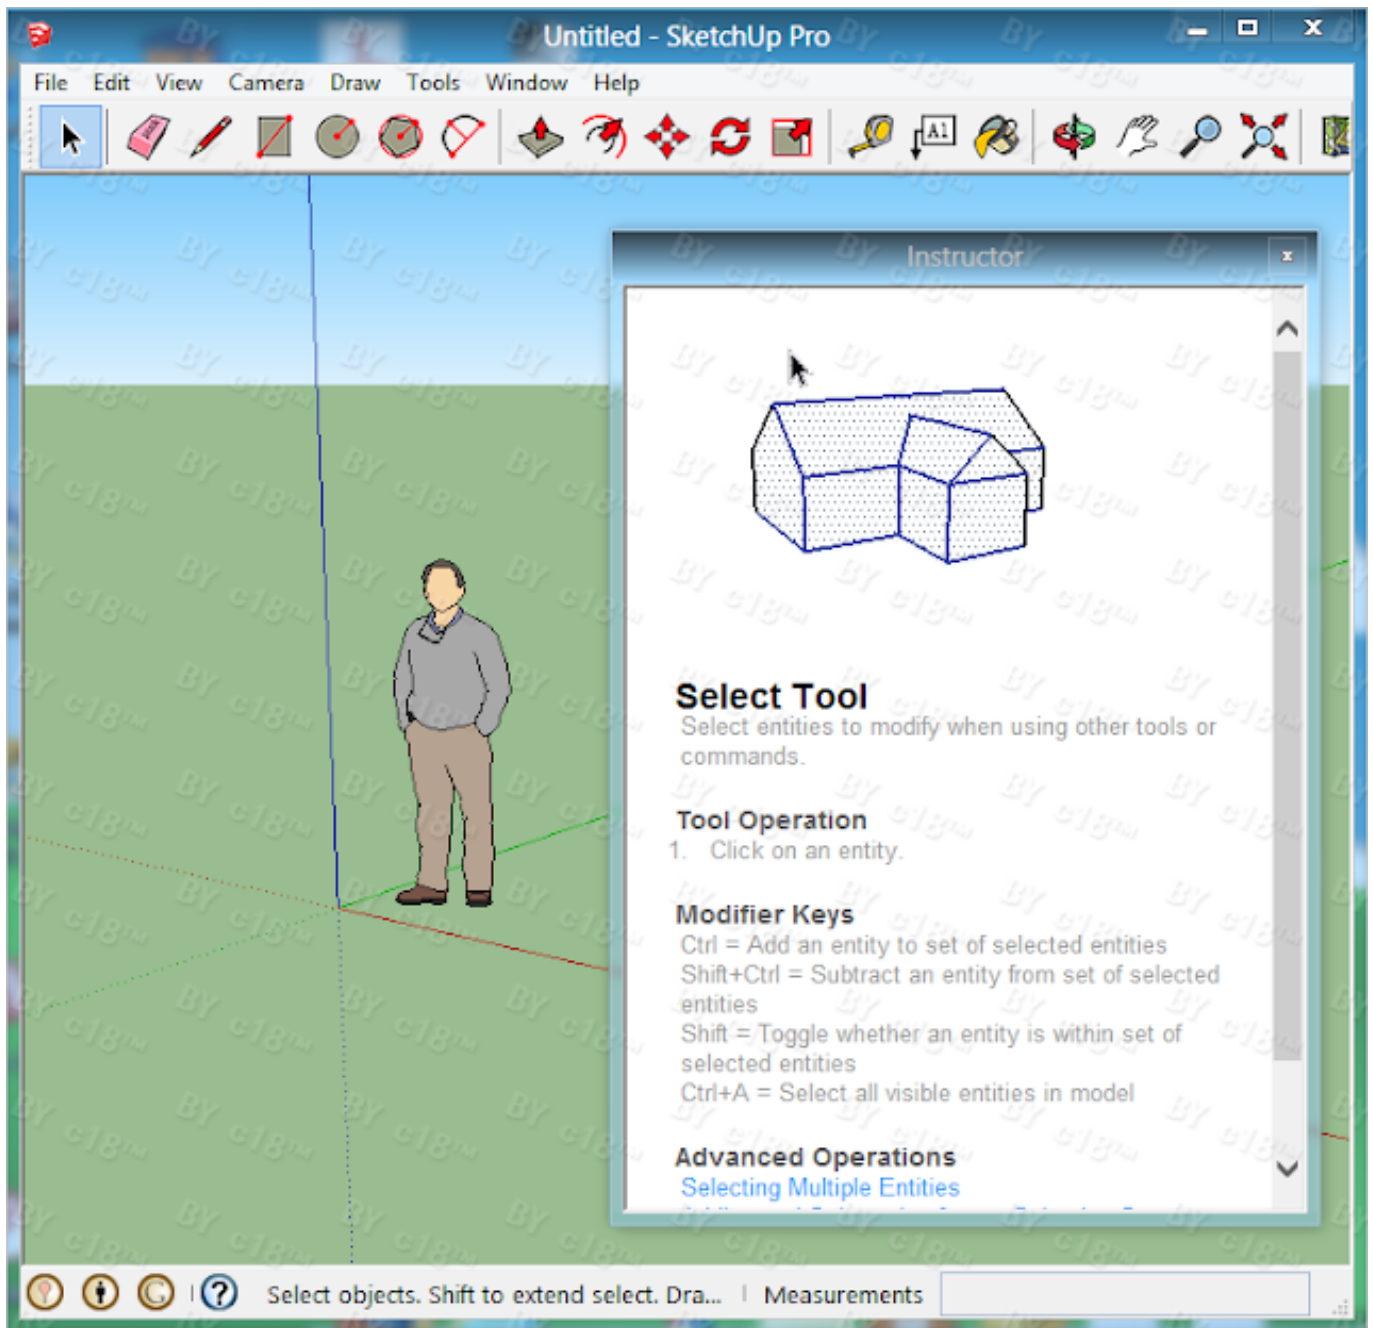 Untitled - SketchUp Pro
File Edit View Camera Draw Tools Window Help
A1
Instructor
Select Tool
Select entities to modify when using other tools or
commands.
Tool Operation
1. Click on an entity.
Modifier Keys
Ctrl = Add an entity to set of selected entities
Shift+Ctrl = Subtract an entity from set of selected
entities
Shift = Toggle whether an entity is within set of
selected entities
Ctrl+A = Select all visible entities in model
Advanced Operations
Selecting Multiple Entities
Select objects. Shift to extend select. Dra... Measurements
BY c18™